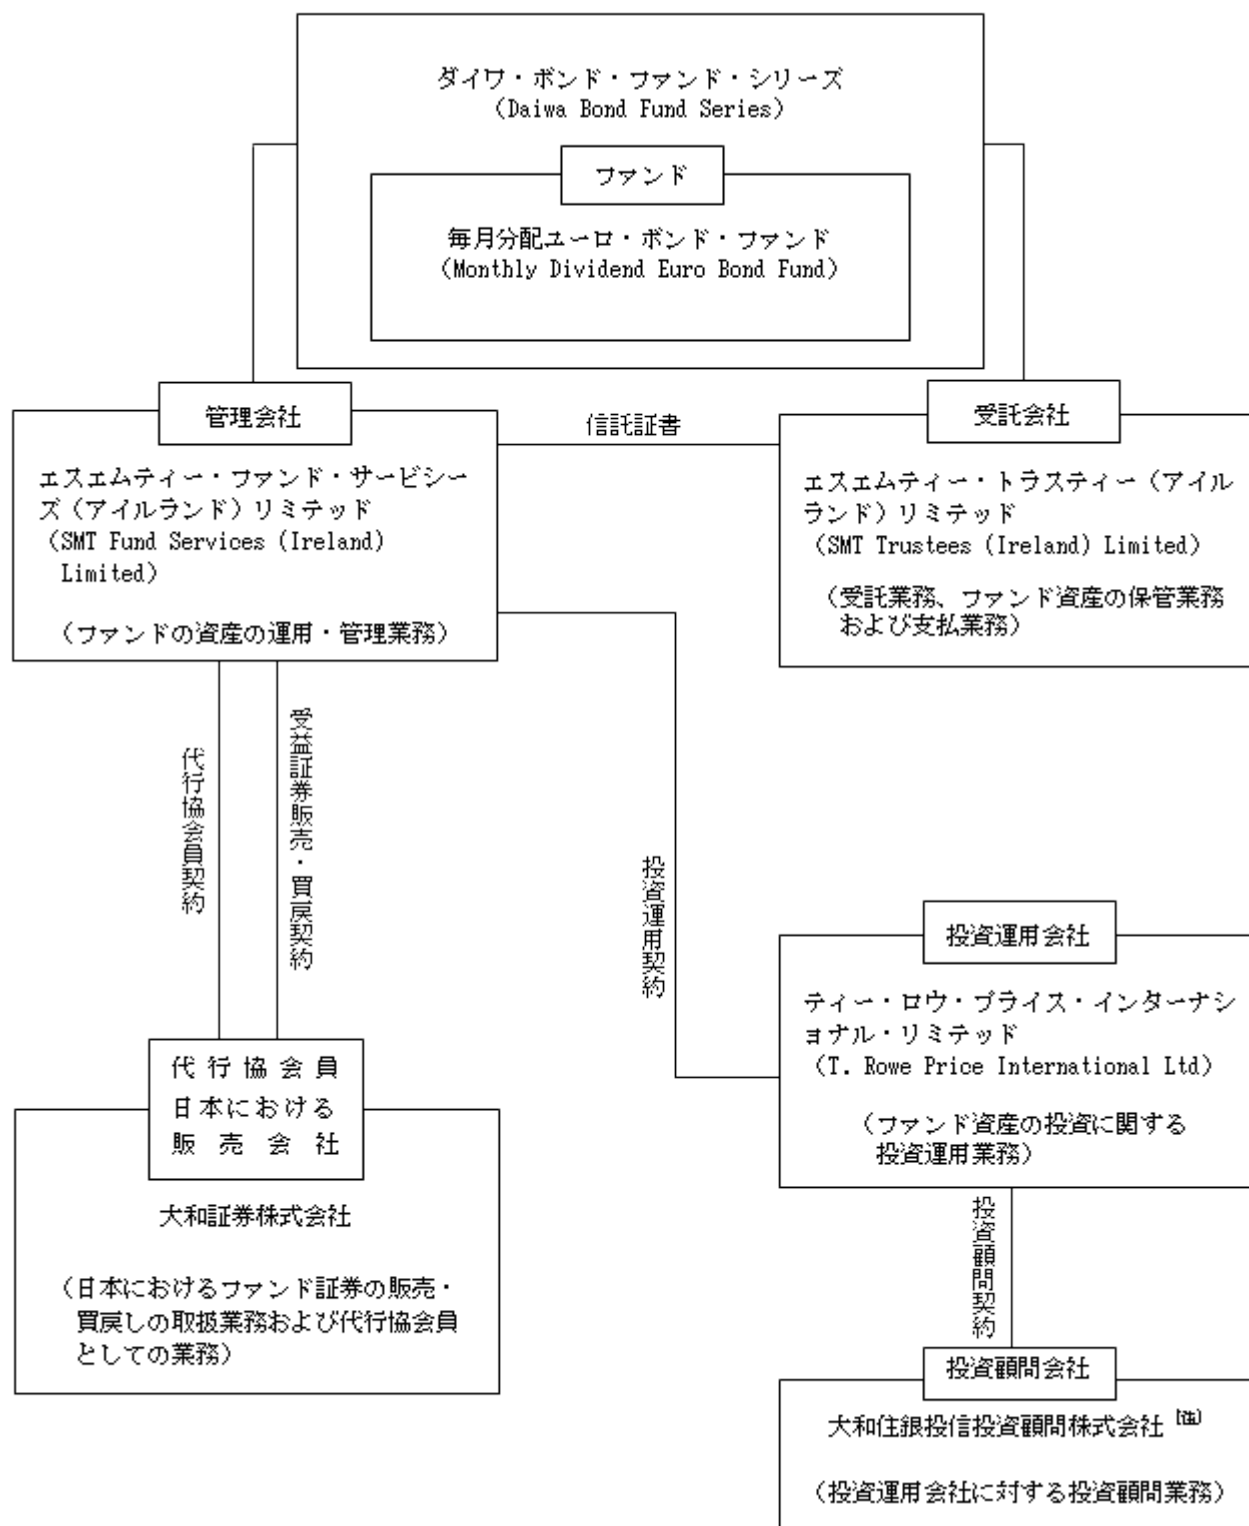 ダイワ・ボンド・ファンド・シリーズ
（Daiwa Bond Fund Series）
ファンド
毎月分配ユーロ・ボンド・ファンド
（Monthly Dividend Euro Bond Fund）
管理会社
エスエムティー・ファンド・サービシー
ズ（アイルランド）リミテッド
（SMT Fund Services (Ireland)
Limited）
（ファンドの資産の運用・管理業務）
信託証書
受託会社
エスエムティー・トラスティー（アイル
ランド）リミテッド
（SMT Trustees (Ireland) Limited）
（受託業務、ファンド資産の保管業務
および支払業務）
代行協会員契約
受益証券販売・買戻契約
投資運用契約
投資運用会社
ティー・ロウ・プライス・インターナシ
ョナル・リミテッド
（T. Rowe Price International Ltd）
（ファンド資産の投資に関する
投資運用業務）
代行協会員
日本における
販売会社
大和証券株式会社
（日本におけるファンド証券の販売・
買戻しの取扱業務および代行協会員
としての業務）
投資顧問契約
投資顧問会社
大和住銀投信投資顧問株式会社 [注]
（投資運用会社に対する投資顧問業務）